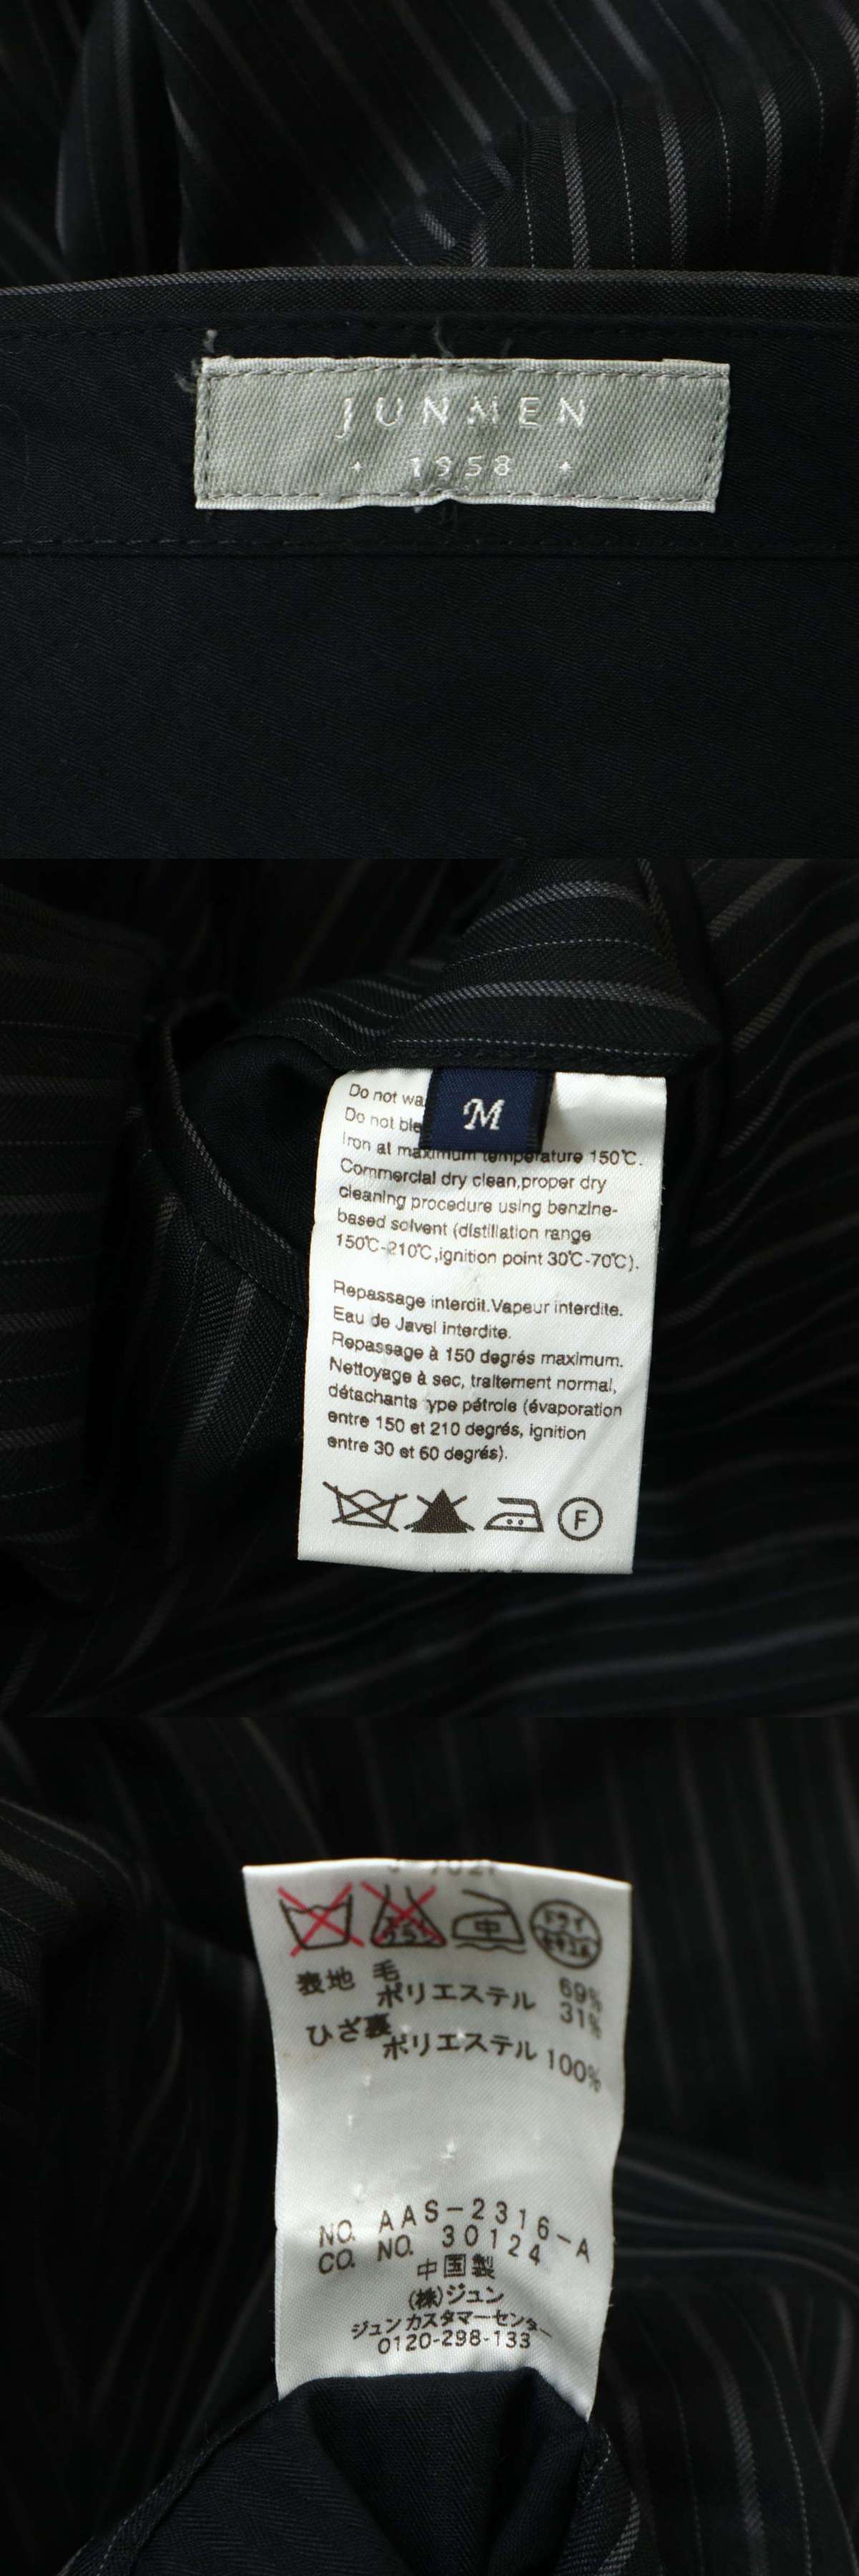 JUNMEN
1958
M
Do not
Do not
Iron at maximum temperature 150℃.
Commercial dry clean,proper dry
cleaning procedure using benzine-
based solvent (distillation range
150℃-210℃,ignition point 30℃-70℃).
Repassage interdit.Vapeur interdite.
Eau de Javel interdite.
Repassage à 150 degrés maximum.
Nettoyage à sec, traitement normal,
détachants ype pétrole (évaporation
entre 150 et 210 degrés, ignition
entre 30 et 60 degrés).
F
中 ドライ
表地 毛 69%
ポリエステル 31%
ひざ裏
ポリエステル 100%
NO. AAS-2316-A
CO. NO. 30124
中国製
(株)ジュン
ジュンカスタマーセンター
0120-298-133